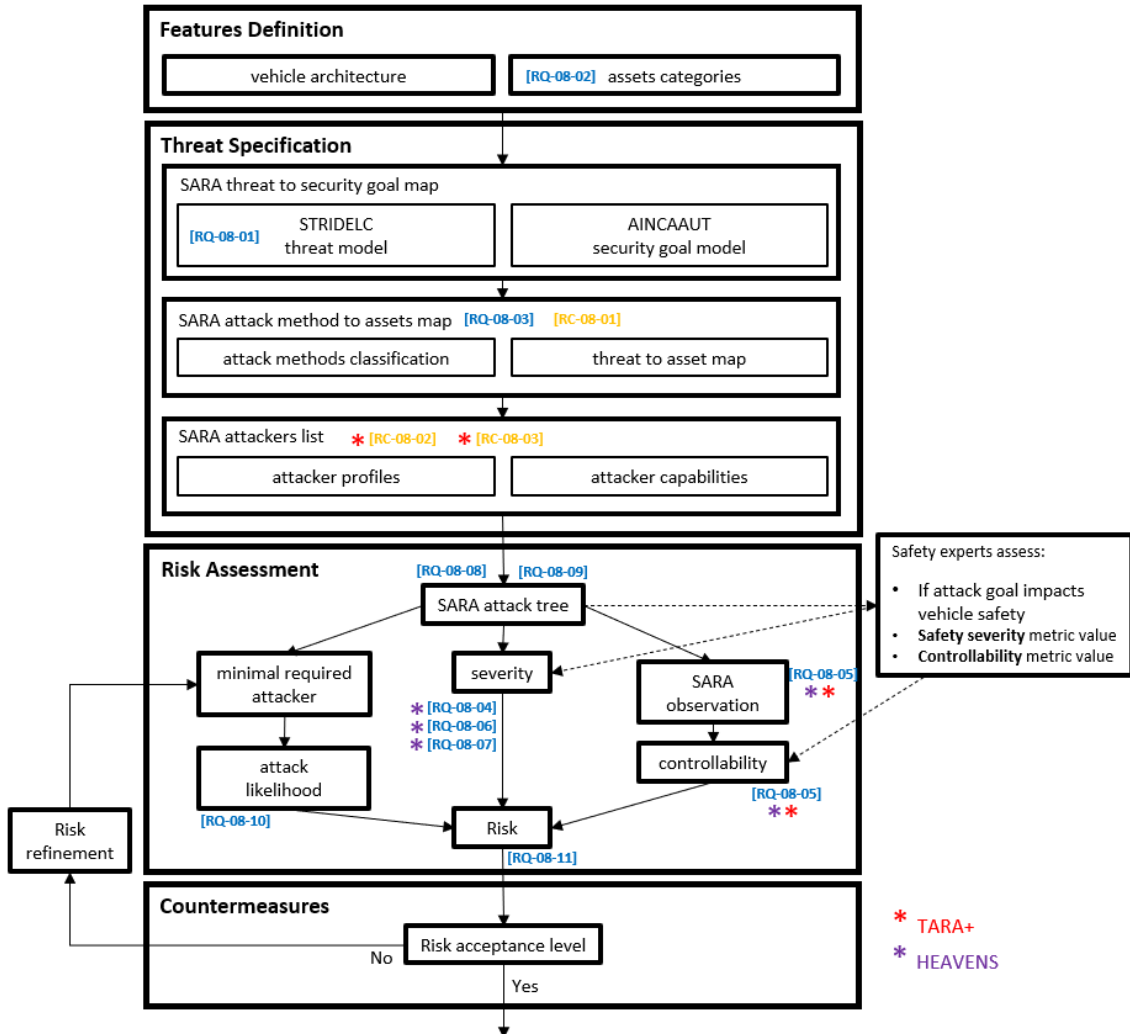 Features Definition
vehicle architecture
[RQ-08-02] assets categories
Threat Specification
SARA threat to security goal map
[RQ-08-01]
STRIDELC
threat model
AINCAAUT
security goal model
SARA attack method to assets map [RQ-08-03] [RC-08-01]
attack methods classification
threat to asset map
SARA attackers list * [RC-08-02] * [RC-08-03]
attacker profiles
attacker capabilities
Risk Assessment
[RQ-08-08] [RQ-08-09]
SARA attack tree
Safety experts assess:
• If attack goal impacts
vehicle safety
• Safety severity metric value
• Controllability metric value
minimal required
attacker
severity
SARA
observation
[RQ-08-05]
* *
* [RQ-08-04]
* [RQ-08-06]
* [RQ-08-07]
attack
likelihood
controllability
[RQ-08-05]
* *
[RQ-08-10]
Risk
[RQ-08-11]
Risk
refinement
Countermeasures
Risk acceptance level
No
Yes
* TARA+
* HEAVENS